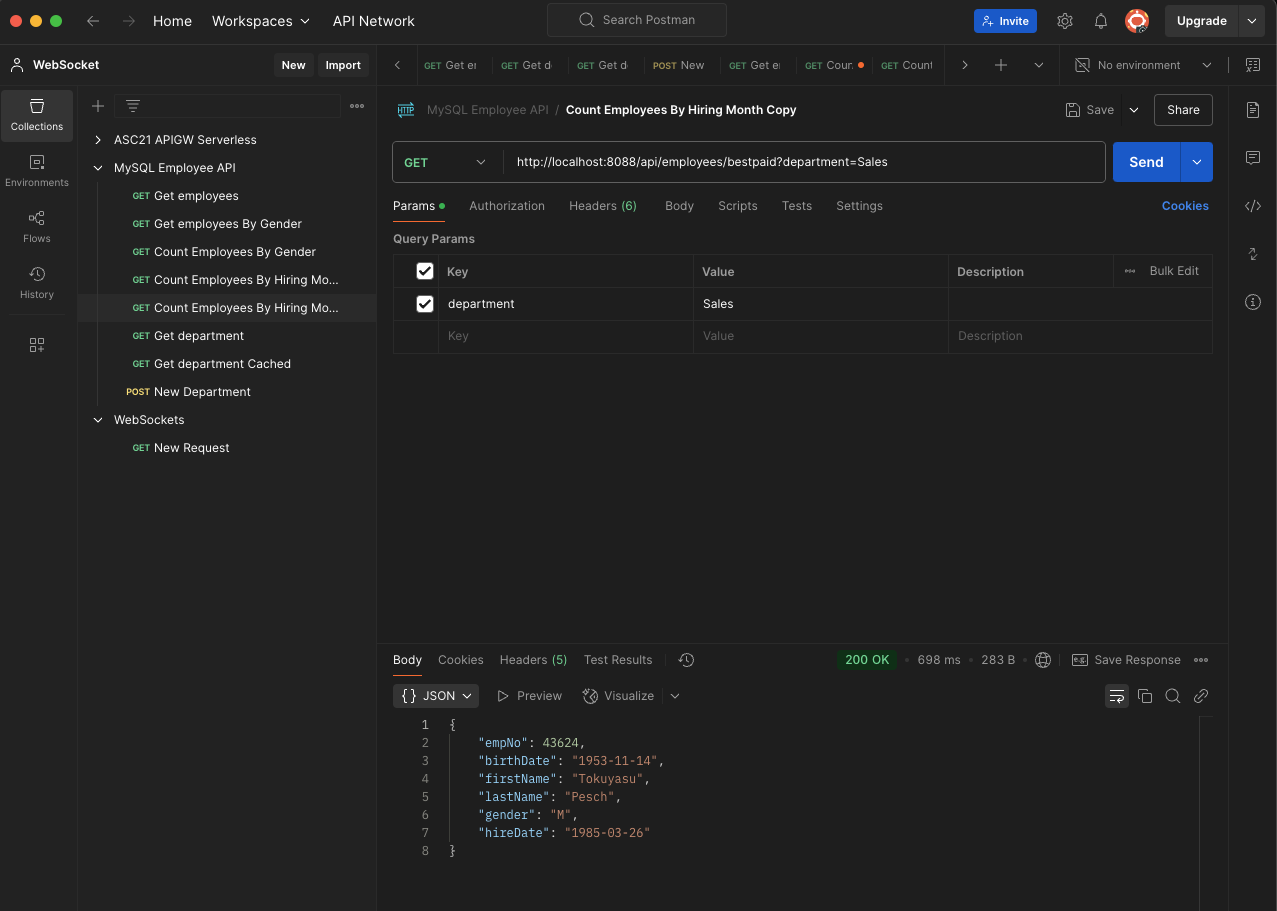 Home Workspaces API Network Search Postman Invite Upgrade
WebSocket New Import
GET Get e GET Get d GET Get d POST New GET Get e GET Cour. GET Count No environment
Collections
Environments
Flows
History
ASC21 APIGW Serverless
MySQL Employee API
GET Get employees
GET Get employees By Gender
GET Count Employees By Gender
GET Count Employees By Hiring Mo...
GET Count Employees By Hiring Mo...
GET Get department
GET Get department Cached
POST New Department
WebSockets
GET New Request
HTTP MySQL Employee API / Count Employees By Hiring Month Copy Save Share
GET http://localhost:8088/api/employees/bestpaid?department=Sales Send
Params Authorization Headers (6) Body Scripts Tests Settings Cookies
Query Params
Key Value Description Bulk Edit
department Sales
Key Value Description
Body Cookies Headers (5) Test Results 200 OK 698 ms 283 B e.g. Save Response
{} JSON Preview Visualize
1 {
2 "empNo": 43624,
3 "birthDate": "1953-11-14",
4 "firstName": "Tokuyasu",
5 "lastName": "Pesch",
6 "gender": "M",
7 "hireDate": "1985-03-26"
8 }